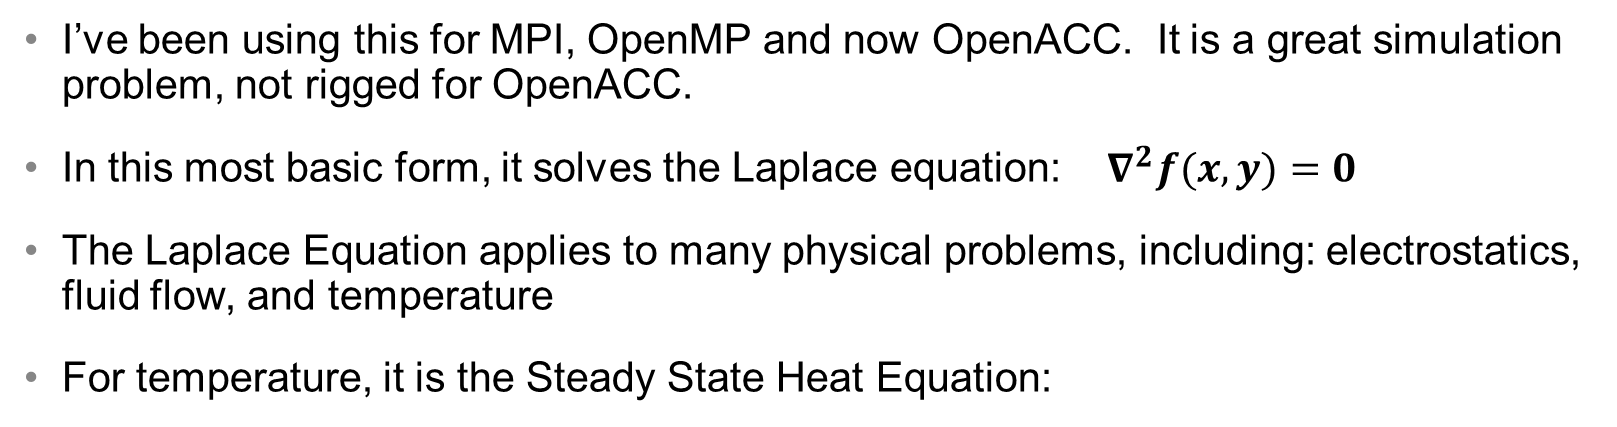 • I've been using this for MPI, OpenMP and now OpenACC.  It is a great simulation
problem, not rigged for OpenACC.
• In this most basic form, it solves the Laplace equation:    ∇²f(x, y) = 0
• The Laplace Equation applies to many physical problems, including: electrostatics,
fluid flow, and temperature
• For temperature, it is the Steady State Heat Equation: